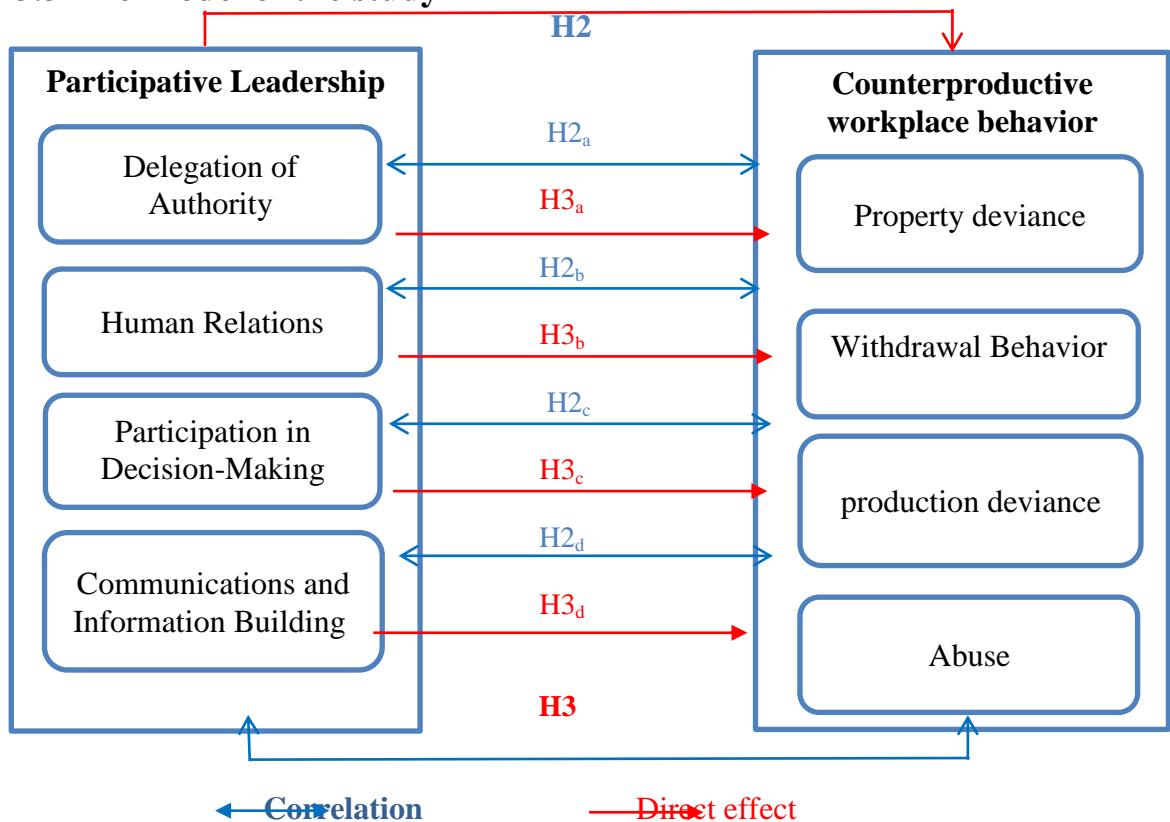 H2
Participative Leadership
Counterproductive
workplace behavior
Delegation of
Authority
H2a
H3a
Property deviance
Human Relations
H2b
H3b
Withdrawal Behavior
Participation in
Decision-Making
H2c
H3c
production deviance
Communications and
Information Building
H2d
H3d
Abuse
H3
Correlation
Direct effect